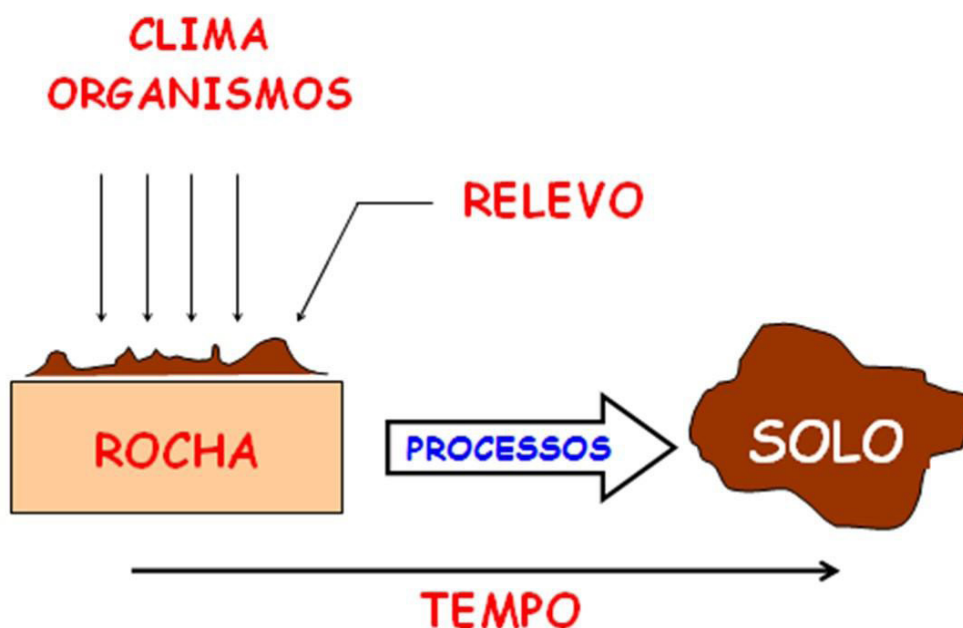 CLIMA
ORGANISMOS
RELEVO
ROCHA
PROCESSOS
SOLO
TEMPO